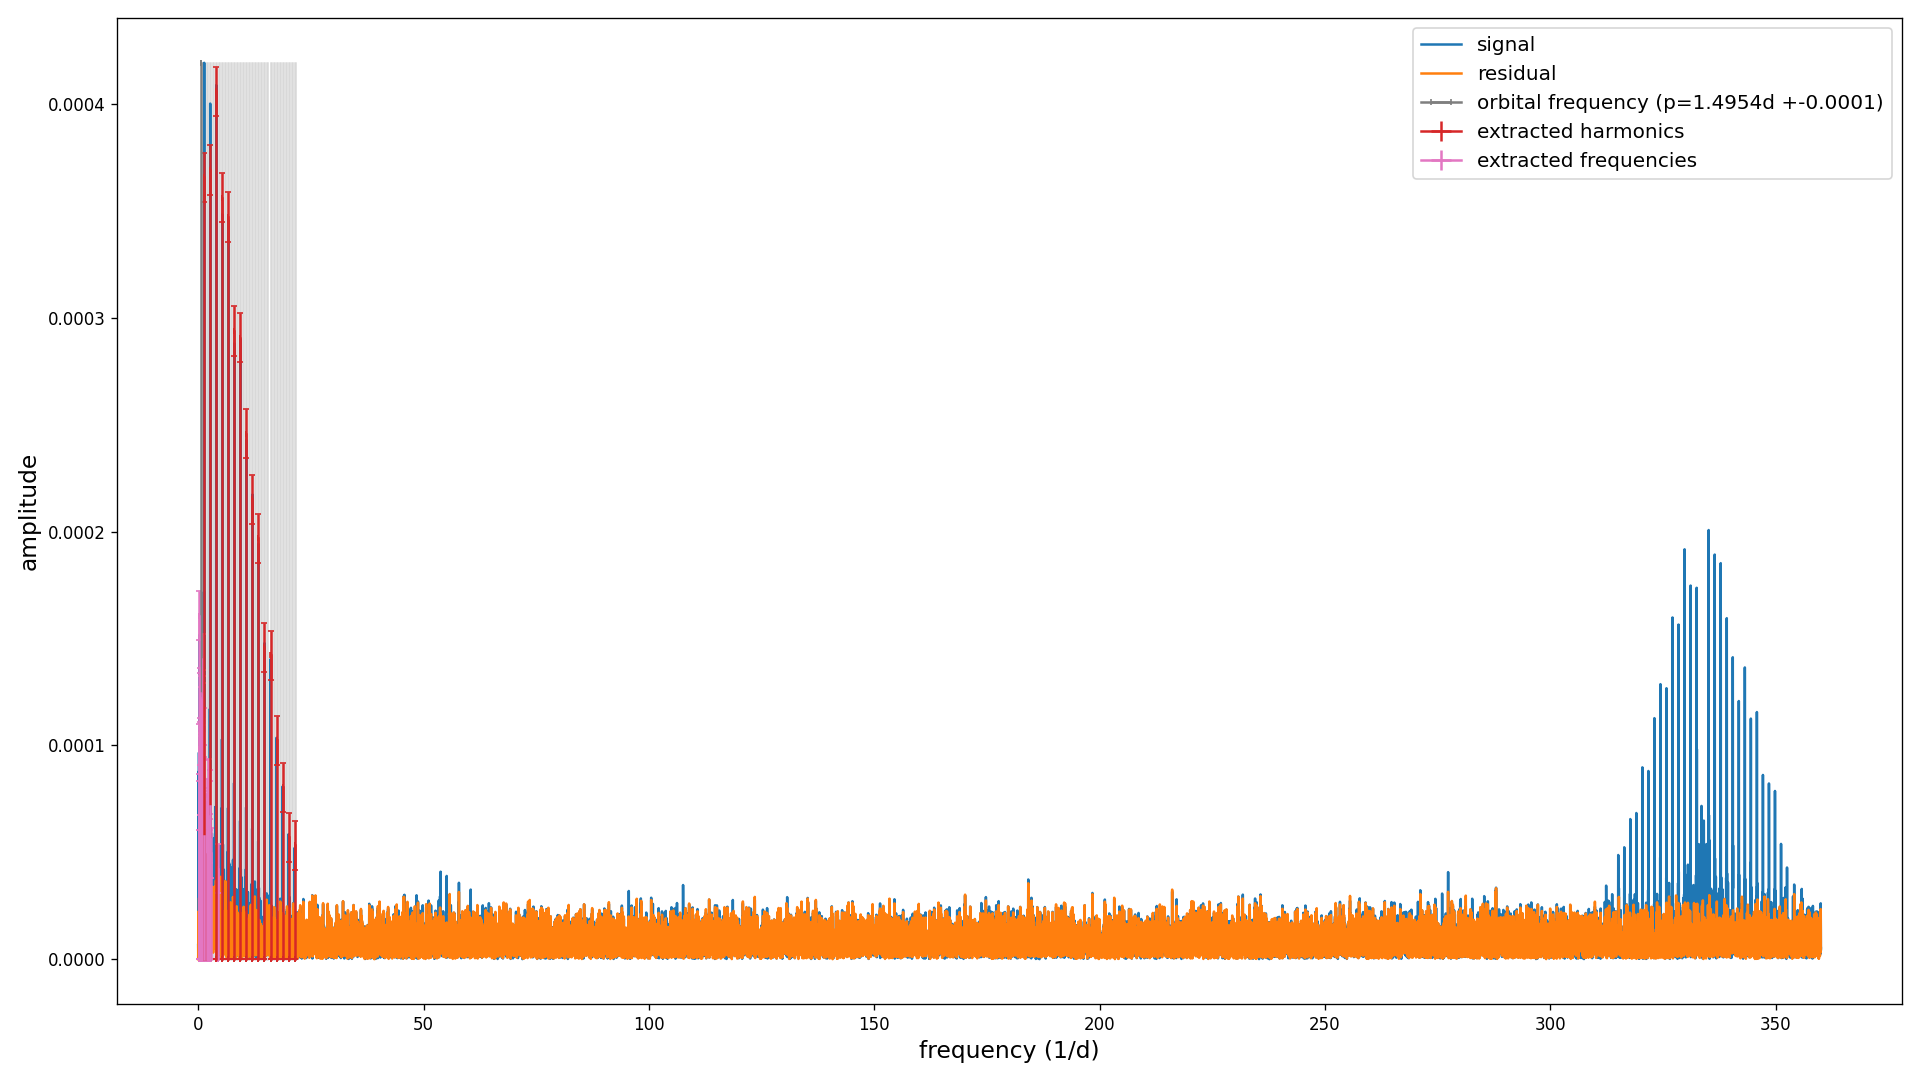 signal
residual
orbital frequency (p=1.4954d +-0.0001)
extracted harmonics
extracted frequencies
amplitude
0.0004
0.0003
0.0002
0.0001
0.0000
0 50 100 150 200 250 300 350
frequency (1/d)